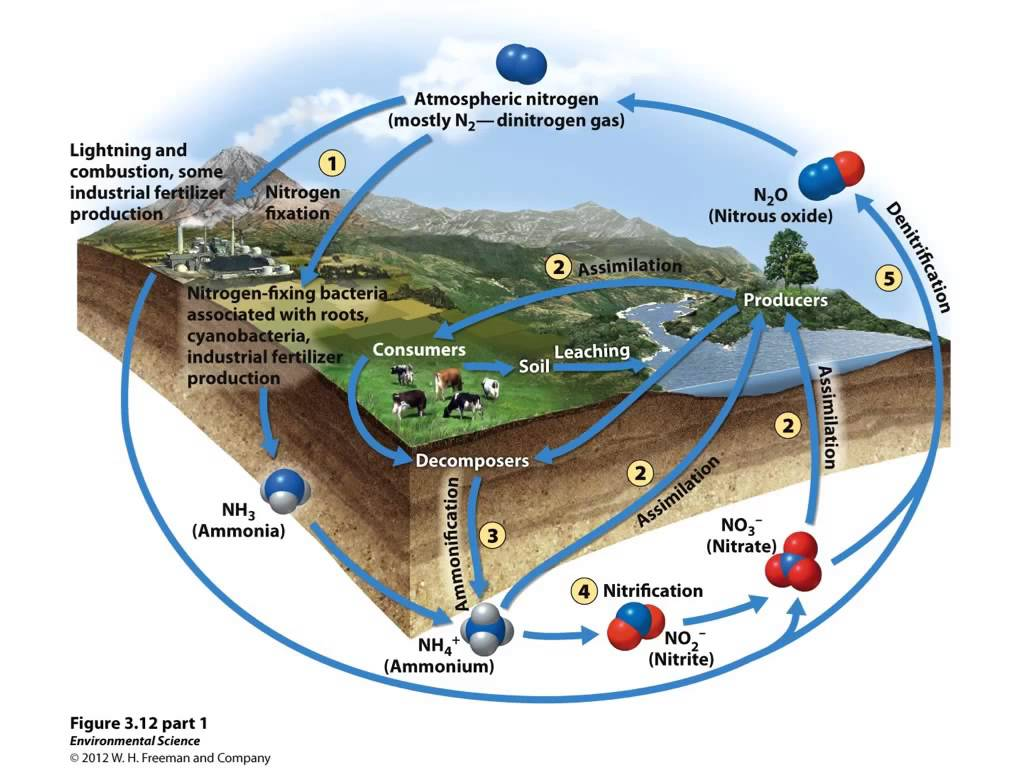 Atmospheric nitrogen
(mostly N₂—dinitrogen gas)
Lightning and
combustion, some
industrial fertilizer
production
1
Nitrogen
fixation
N₂O
(Nitrous oxide)
Denitrification
5
2 Assimilation
Producers
Nitrogen-fixing bacteria
associated with roots,
cyanobacteria,
industrial fertilizer
production
Consumers
Soil
Leaching
Assimilation
2
Decomposers
2
Assimilation
Ammonification
3
NH₃
(Ammonia)
NO₃⁻
(Nitrate)
4 Nitrification
NH₄⁺
(Ammonium)
NO₂⁻
(Nitrite)
Figure 3.12 part 1
Environmental Science
© 2012 W. H. Freeman and Company